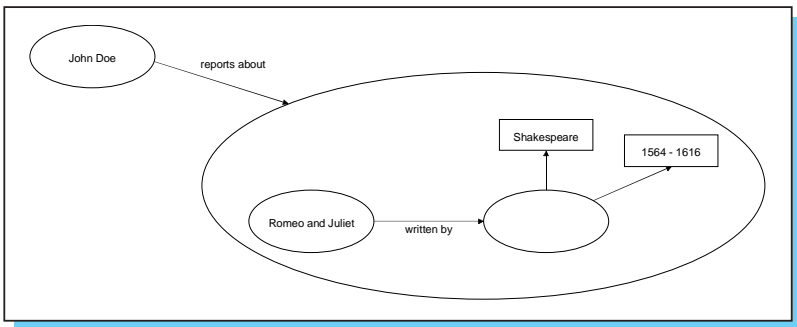 John Doe
reports about
Shakespeare
1564 - 1616
Romeo and Juliet
written by